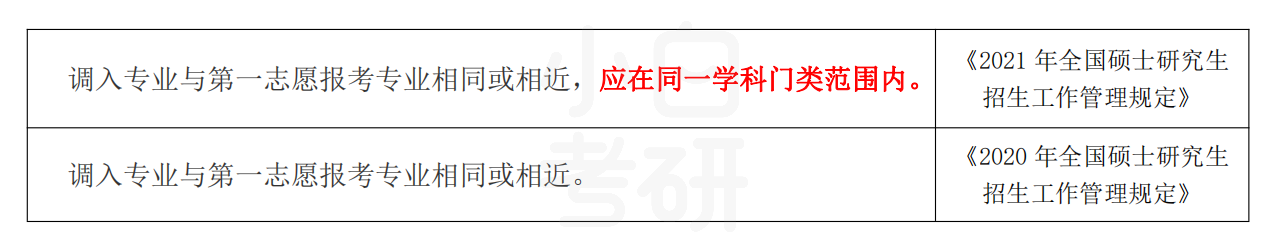 调入专业与第一志愿报考专业相同或相近，应在同一学科门类范围内。
《2021 年全国硕士研究生
招生工作管理规定》
调入专业与第一志愿报考专业相同或相近。
《2020 年全国硕士研究生
招生工作管理规定》
小白
考研